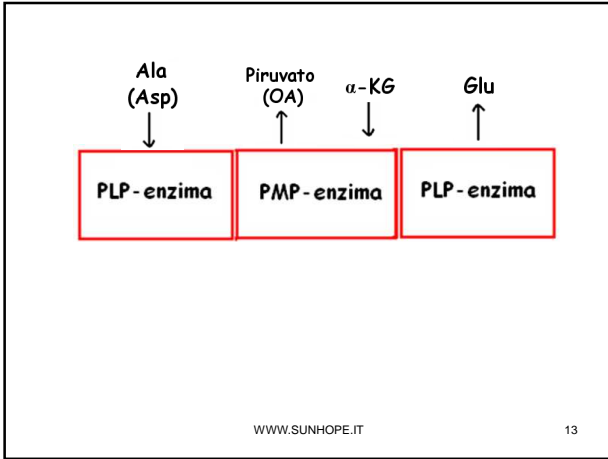 Ala
(Asp)
Piruvato
(OA)
α-KG
Glu
PLP-enzima
PMP-enzima
PLP-enzima
WWW.SUNHOPE.IT
13